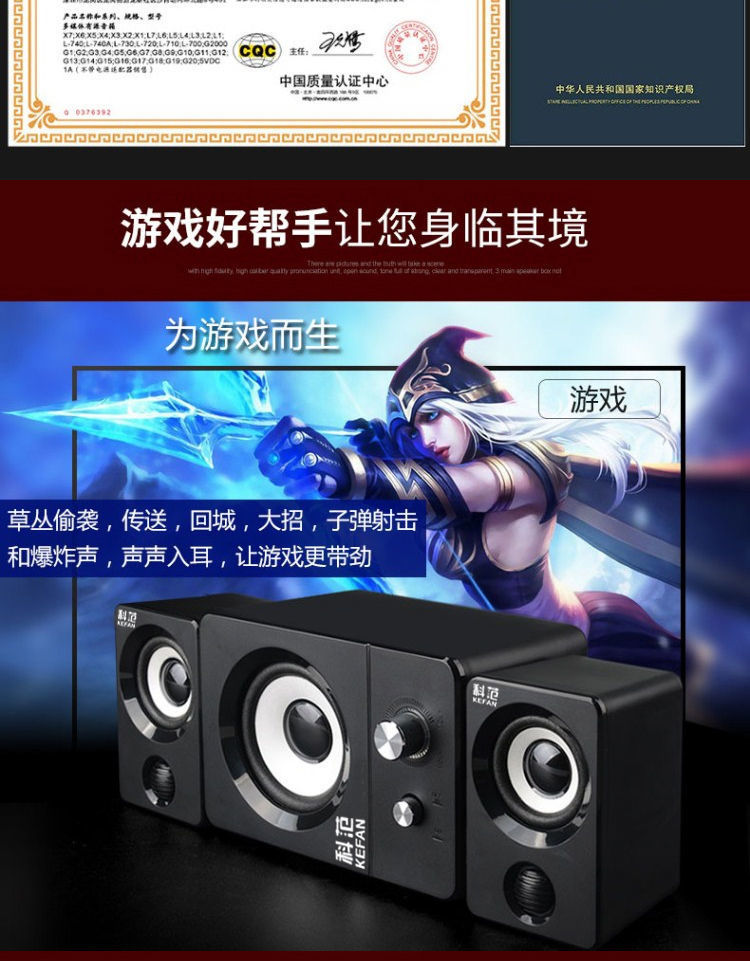 产品名称和系列、规格、型号
多媒体有源音箱
X7;X6;X5;X4;X3;X2;X1;L7;L6;L5;L4;L3;L2;L1;
L-740;L-740A;L-730;L-720;L-710;L-700;G2000
G1;G2;G3;G4;G5;G6;G7;G8;G9;G10;G11;G12;
G13;G14;G15;G16;G17;G18;G19;G20;5VDC
1A(不带电源适配器销售)
CQC
主任:
中国质量认证中心
http://www.cqc.com.cn
Q 0376392
中华人民共和国国家知识产权局
STATE INTELLECTUAL PROPERTY OFFICE OF THE PEOPLE'S REPUBLIC OF CHINA
游戏好帮手让您身临其境
There are pictures and the truth will take a scene
with high fidelity, high caliber quality pronunciation unit, open sound, tone full of strong, clear and transparent, 3 main speaker box not
为游戏而生
游戏
草丛偷袭,传送,回城,大招,子弹射击
和爆炸声,声声入耳,让游戏更带劲
科范
KEFAN
科范
KEFAN
科范
KEFAN